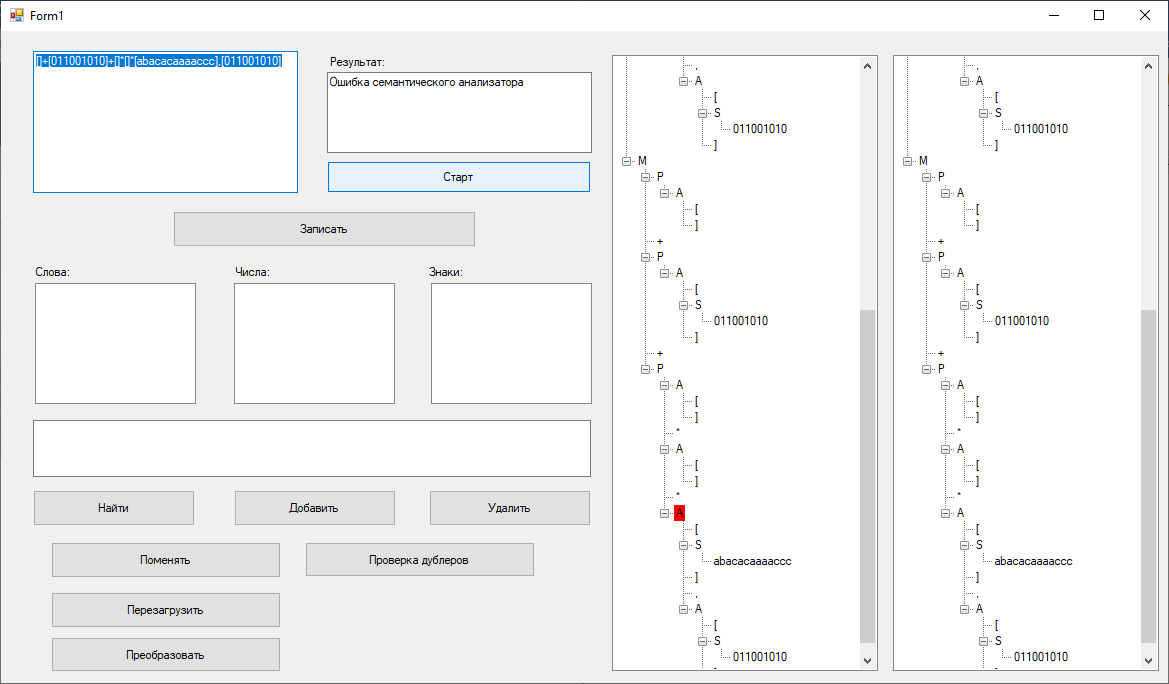 Form1
[]+[011001010]+[]*[]*[abacacaaaaccc],[011001010]
Результат:
Ошибка семантического анализатора
Старт
Записать
Слова:
Числа:
Знаки:
Найти
Добавить
Удалить
Поменять
Проверка дублеров
Перезагрузить
Преобразовать
.
A
[
S
011001010
]
M
P
A
[
]
+
P
A
[
S
011001010
]
+
P
A
[
]
*
A
[
]
*
A
[
S
abacacaaaaccc
]
.
A
[
S
011001010
.
A
[
S
011001010
]
M
P
A
[
]
+
P
A
[
S
011001010
]
+
P
A
[
]
*
A
[
]
*
A
[
S
abacacaaaaccc
]
.
A
[
S
011001010